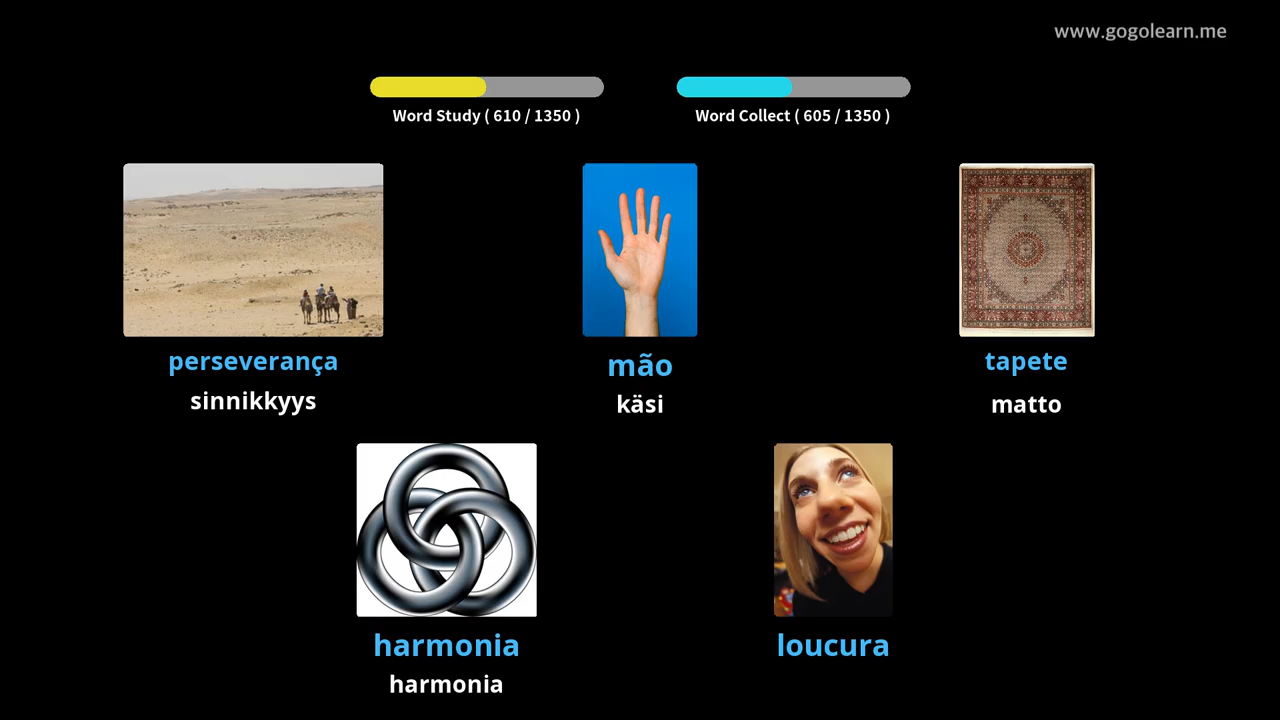 www.gogolearn.me
Word Study ( 610 / 1350 )
Word Collect ( 605 / 1350 )
perseverança
sinnikkyys
mão
käsi
tapete
matto
harmonia
harmonia
loucura